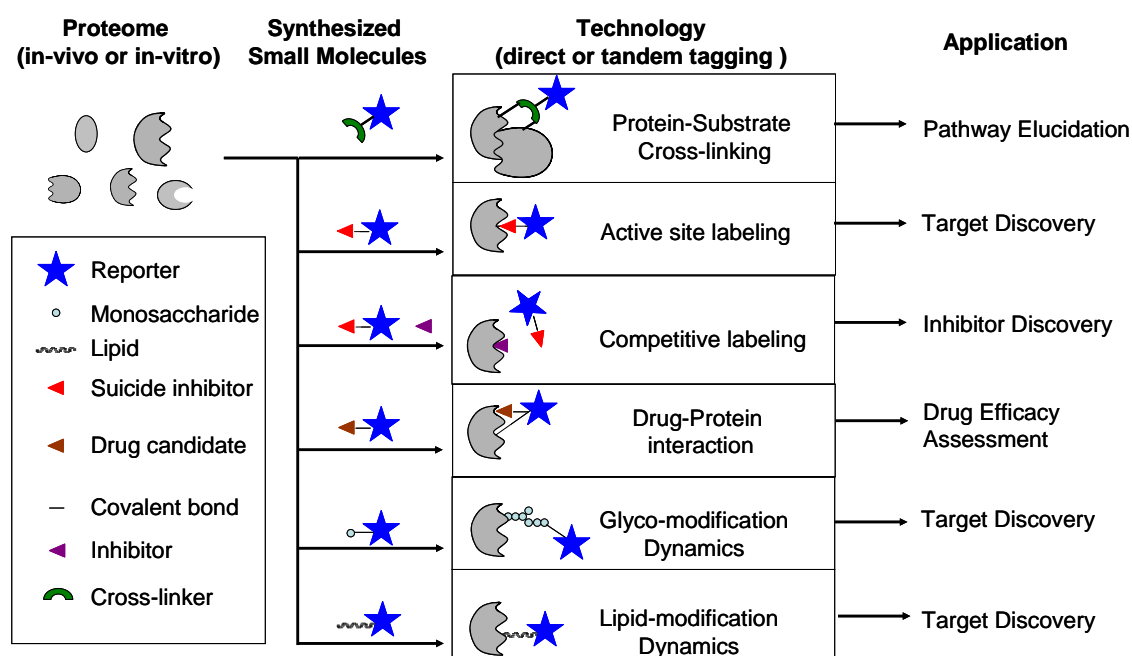 Proteome
(in-vivo or in-vitro)
Synthesized
Small Molecules
Technology
(direct or tandem tagging )
Application
Protein-Substrate
Cross-linking
Pathway Elucidation
Active site labeling
Target Discovery
Competitive labeling
Inhibitor Discovery
Drug-Protein
interaction
Drug Efficacy
Assessment
Glyco-modification
Dynamics
Target Discovery
Lipid-modification
Dynamics
Target Discovery
Reporter
Monosaccharide
Lipid
Suicide inhibitor
Drug candidate
Covalent bond
Inhibitor
Cross-linker